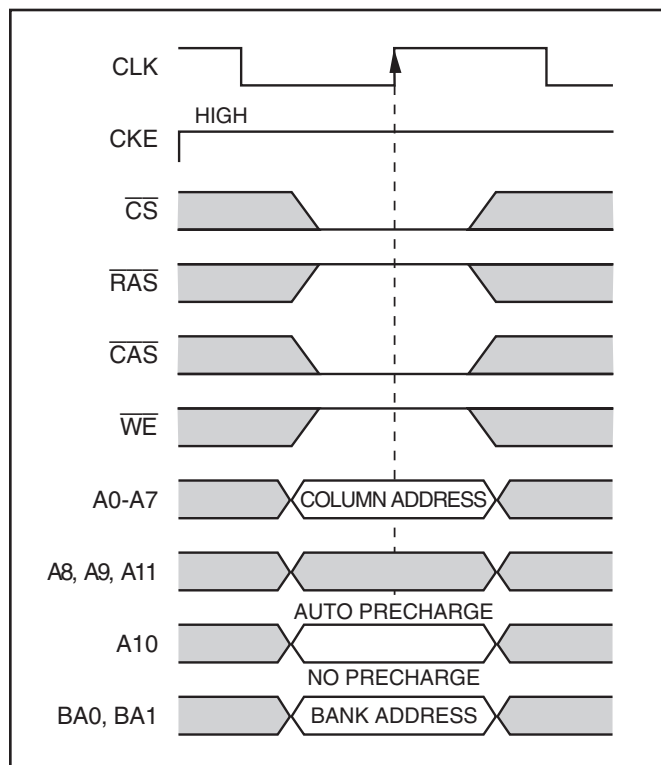 CLK
CKE HIGH
CS
RAS
CAS
WE
A0-A7 COLUMN ADDRESS
A8, A9, A11
AUTO PRECHARGE
A10
NO PRECHARGE
BA0, BA1 BANK ADDRESS